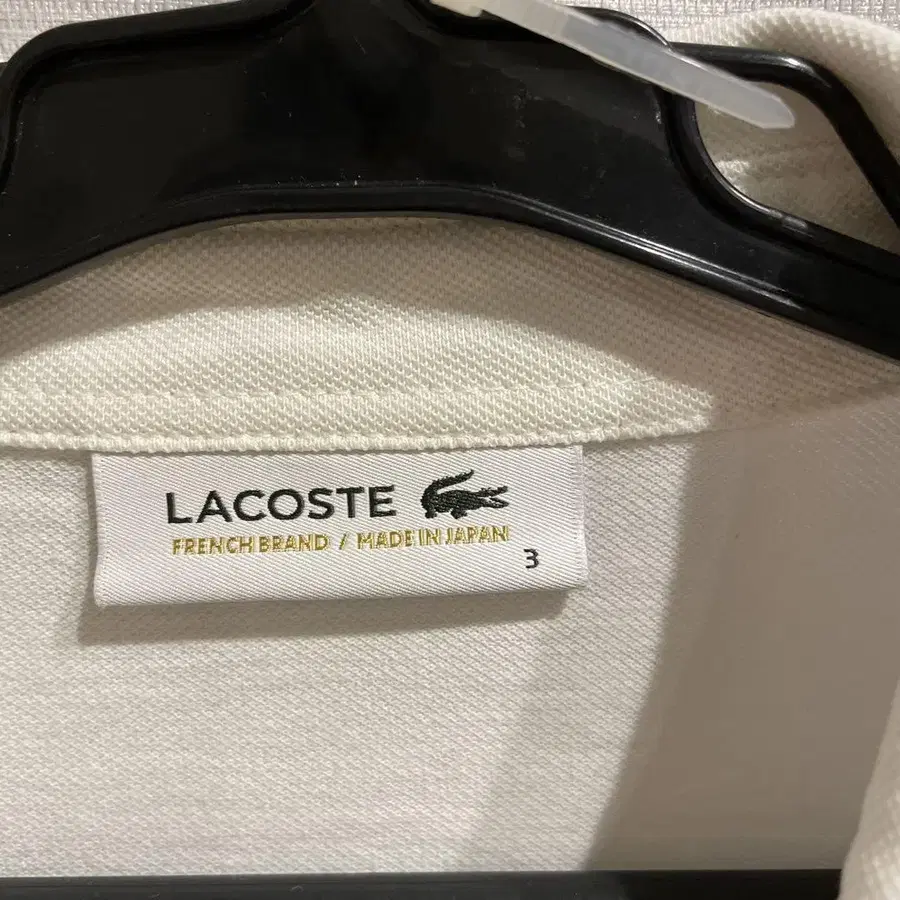 LACOSTE
FRENCH BRAND / MADE IN JAPAN
3